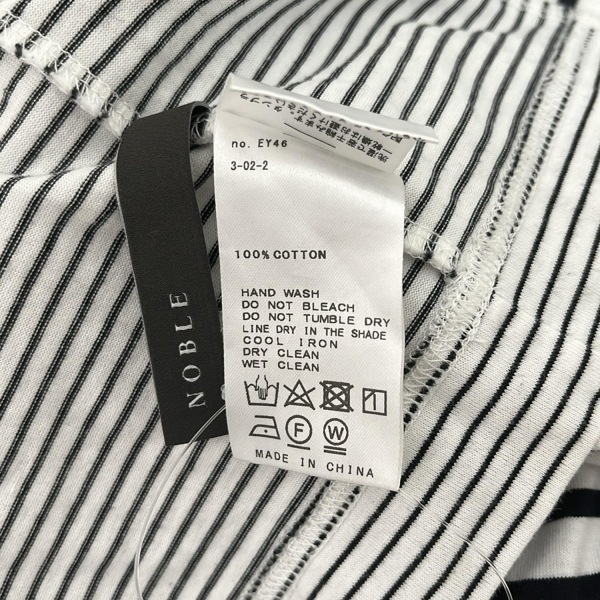 no. EY46
3-02-2
100% COTTON
HAND WASH
DO NOT BLEACH
DO NOT TUMBLE DRY
LINE DRY IN THE SHADE
COOL IRON
DRY CLEAN
WET CLEAN
F
W
MADE IN CHINA
NOBLE